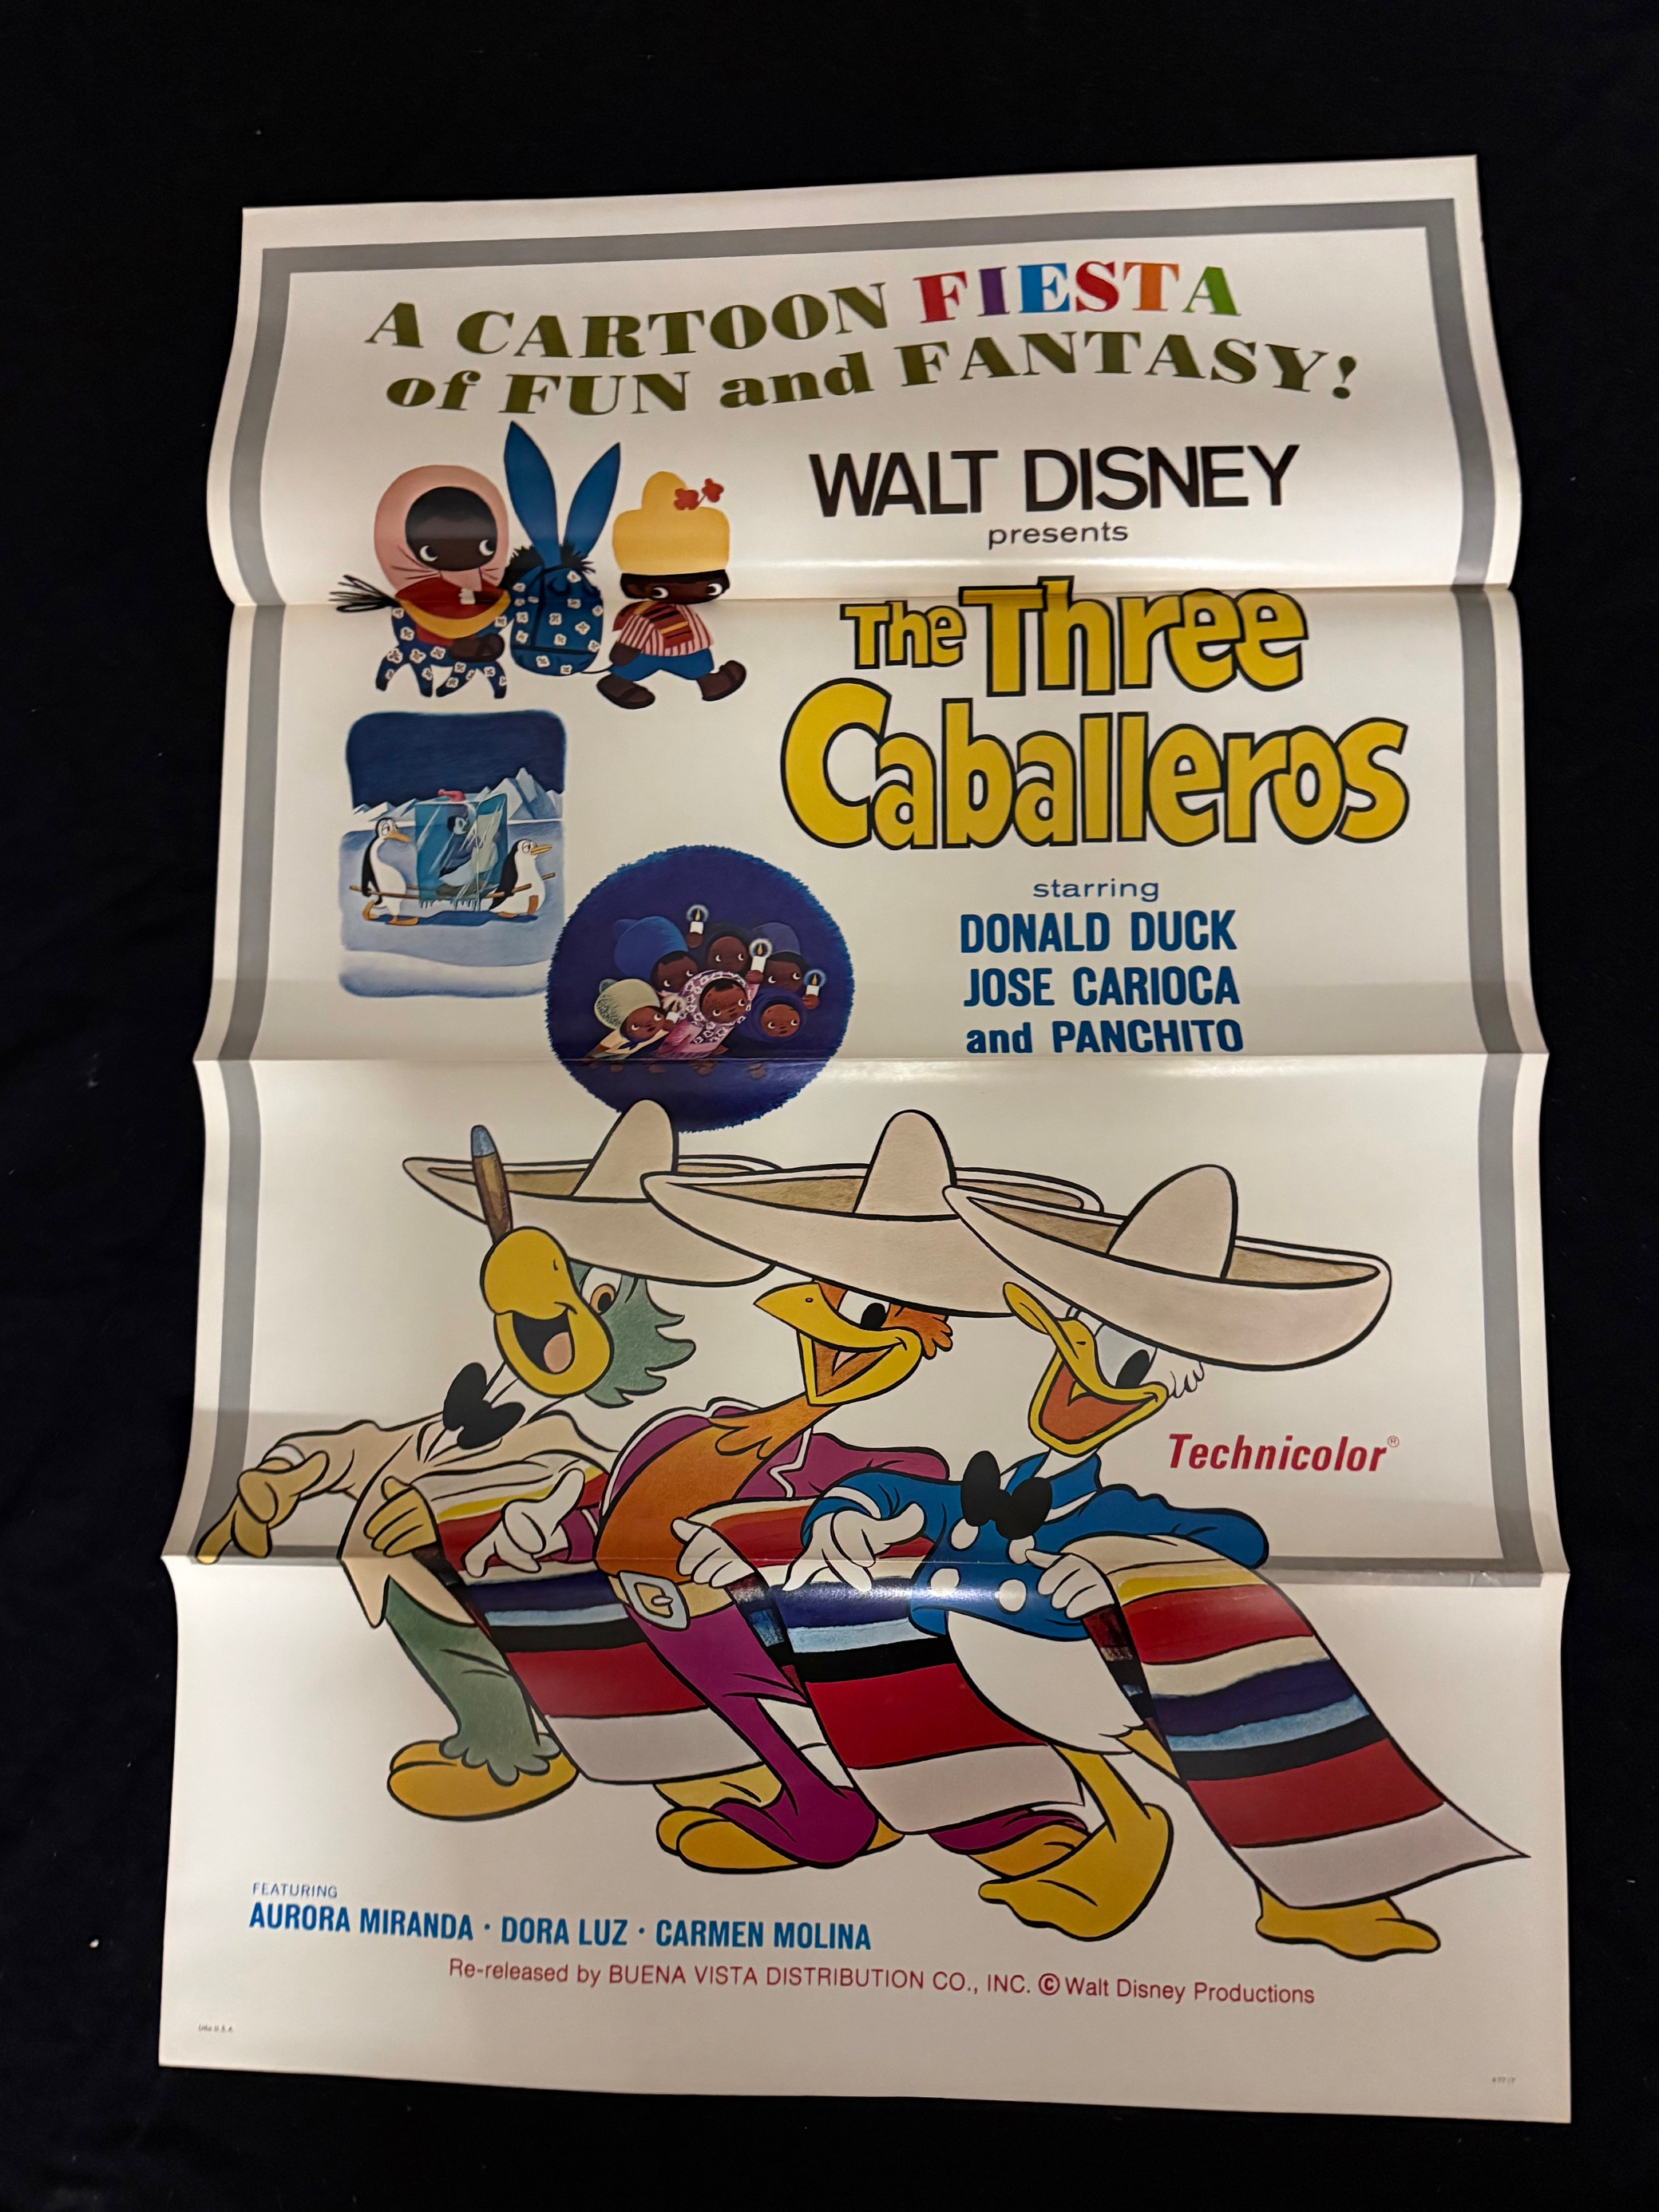 A CARTOON FIESTA
of FUN and FANTASY!
WALT DISNEY
presents
The Three
Caballeros
starring
DONALD DUCK
JOSE CARIOCA
and PANCHITO
Technicolor®
FEATURING
AURORA MIRANDA · DORA LUZ · CARMEN MOLINA
Re-released by BUENA VISTA DISTRIBUTION CO., INC. © Walt Disney Productions
Litho U.S.A.